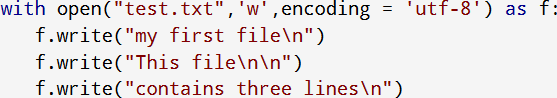 with open("test.txt",'w',encoding = 'utf-8') as f:
   f.write("my first file\n")
   f.write("This file\n\n")
   f.write("contains three lines\n")